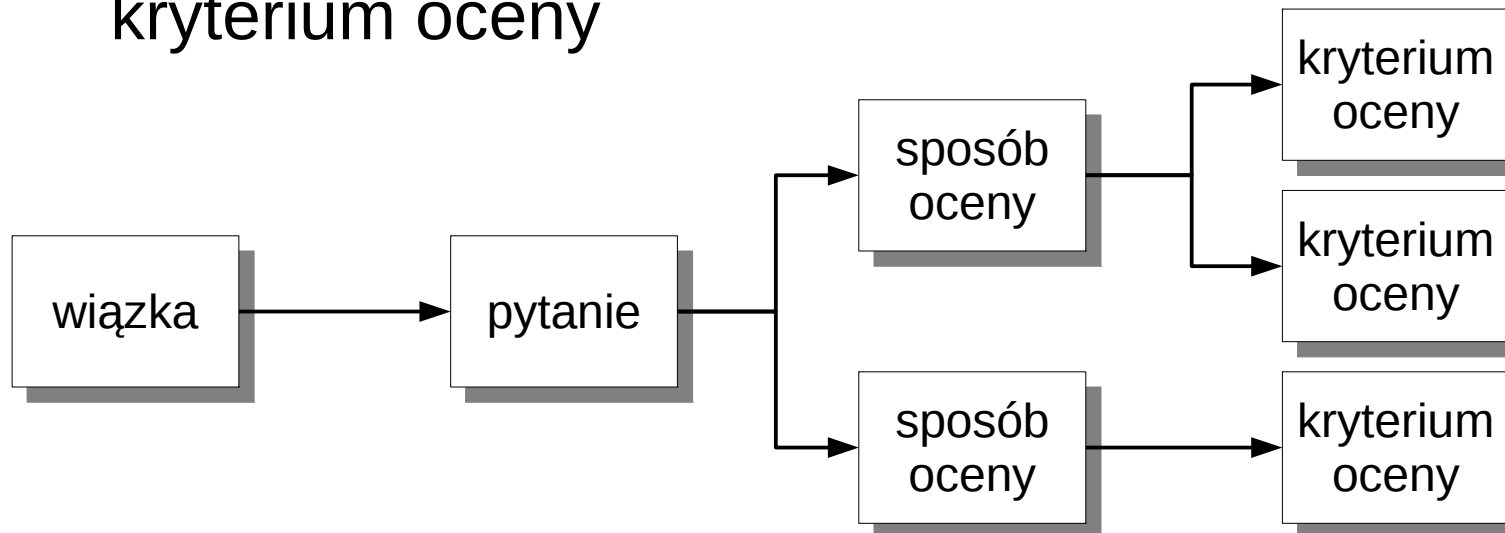 kryterium oceny
wiązka
pytanie
sposób
oceny
sposób
oceny
kryterium
oceny
kryterium
oceny
kryterium
oceny